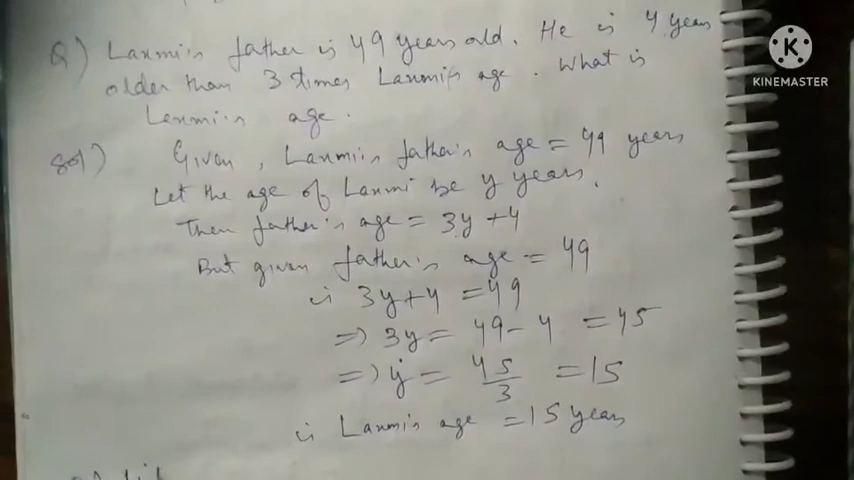 Q) Laxmi's father is 49 years old. He is 4 years
older than 3 times Laxmi's age. What is
Laxmi's age.
Sol) Given, Laxmi's father's age = 49 years
Let the age of Laxmi be y years.
Then father's age = 3y + 4
But given father's age = 49
is 3y + 4 = 49
=> 3y = 49 - 4 = 45
=> y = 45/3 = 15
is Laxmi's age = 15 years
KINEMASTER